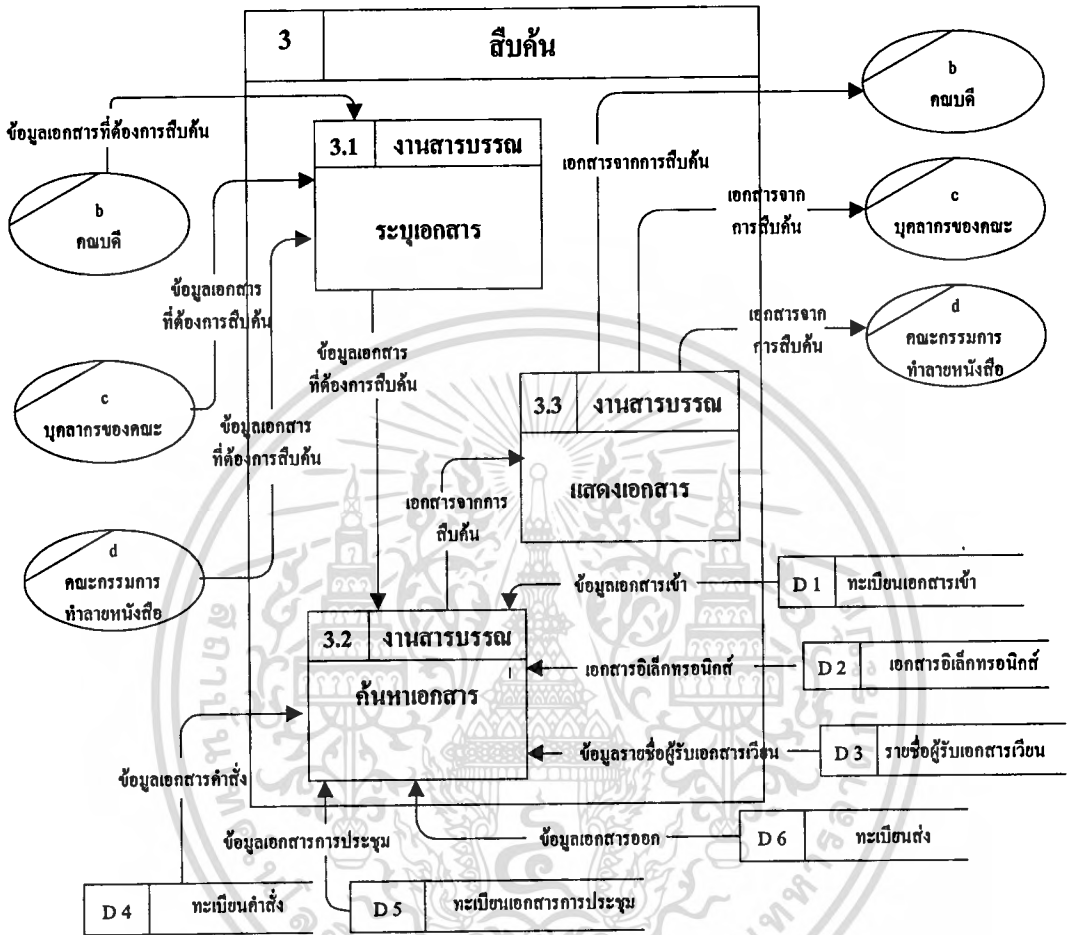 3 สืบค้น
b
คณบดี
ข้อมูลเอกสารที่ต้องการสืบค้น
3.1 งานสารบรรณ
ระบุเอกสาร
เอกสารจากการสืบค้น
b
คณบดี
เอกสารจาก
การสืบค้น
c
บุคลากรของคณะ
ข้อมูลเอกสาร
ที่ต้องการสืบค้น
เอกสารจาก
การสืบค้น
d
คณะกรรมการ
ทำลายหนังสือ
ข้อมูลเอกสาร
ที่ต้องการสืบค้น
c
บุคลากรของคณะ
ข้อมูลเอกสาร
ที่ต้องการสืบค้น
3.3 งานสารบรรณ
แสดงเอกสาร
เอกสารจากการ
สืบค้น
d
คณะกรรมการ
ทำลายหนังสือ
ข้อมูลเอกสารเข้า
D 1 ทะเบียนเอกสารเข้า
3.2 งานสารบรรณ
ค้นหาเอกสาร
เอกสารอิเล็กทรอนิกส์
D 2 เอกสารอิเล็กทรอนิกส์
ข้อมูลรายชื่อผู้รับเอกสารเวียน
D 3 รายชื่อผู้รับเอกสารเวียน
ข้อมูลเอกสารคำสั่ง
ข้อมูลเอกสารการประชุม
ข้อมูลเอกสารออก
D 6 ทะเบียนส่ง
D 4 ทะเบียนคำสั่ง
D 5 ทะเบียนเอกสารการประชุม